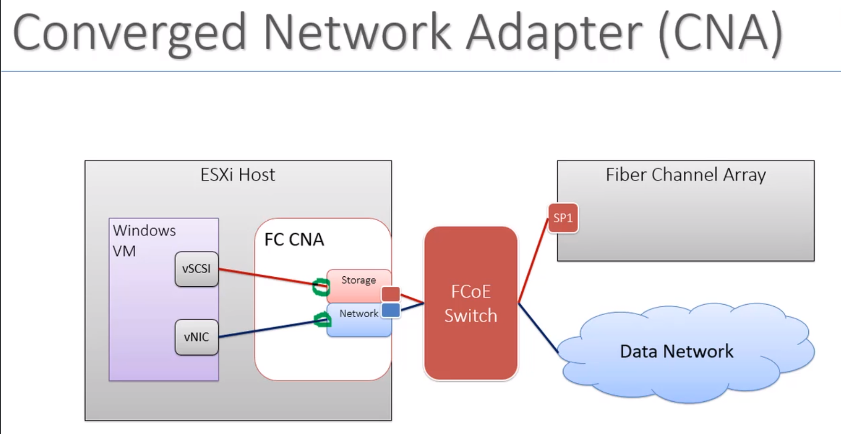 Converged Network Adapter (CNA)
ESXi Host
Fiber Channel Array
Windows
VM
FC CNA
SP1
vSCSI
Storage
FCoE
Switch
Network
vNIC
Data Network